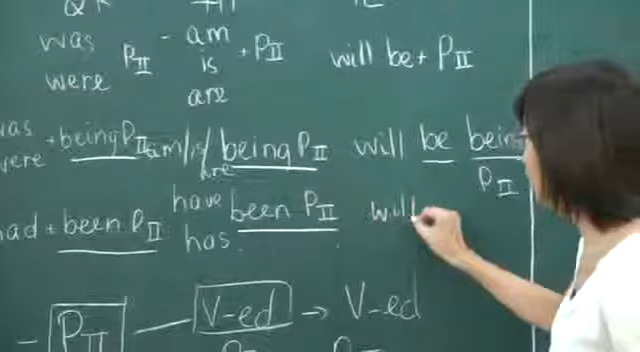 was
were PII - am
is
are + PII will be + PII
was
were + being PII am/is/are being PII will be being
PII
had + been PII have
has been PII will
- PII — V-ed → V-ed